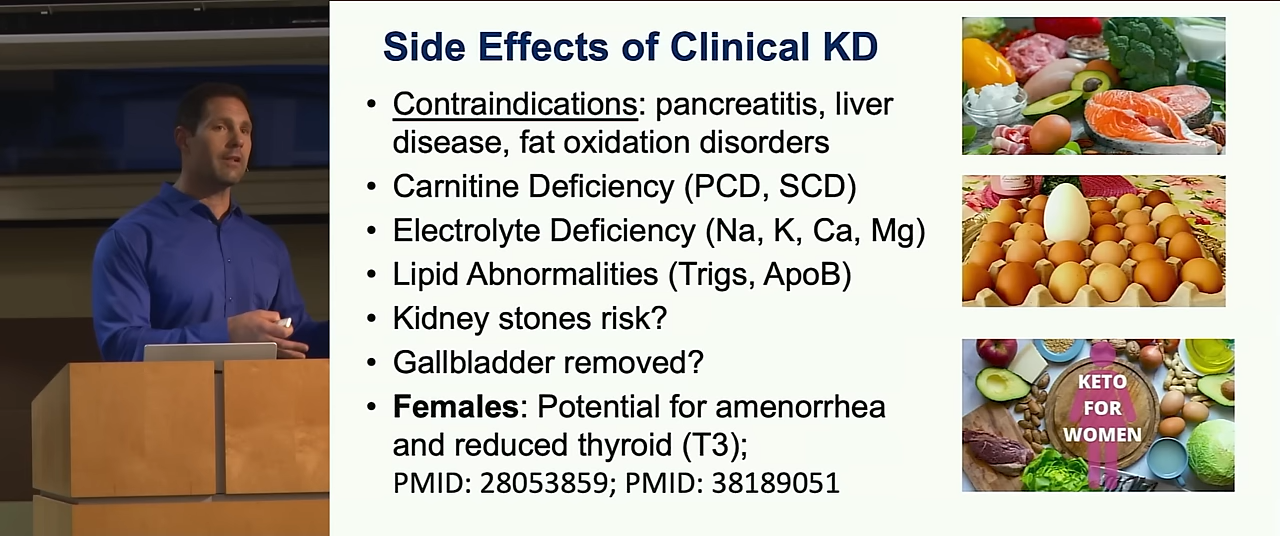 Side Effects of Clinical KD
• Contraindications: pancreatitis, liver
disease, fat oxidation disorders
• Carnitine Deficiency (PCD, SCD)
• Electrolyte Deficiency (Na, K, Ca, Mg)
• Lipid Abnormalities (Trigs, ApoB)
• Kidney stones risk?
• Gallbladder removed?
• Females: Potential for amenorrhea
and reduced thyroid (T3);
PMID: 28053859; PMID: 38189051
KETO
FOR
WOMEN